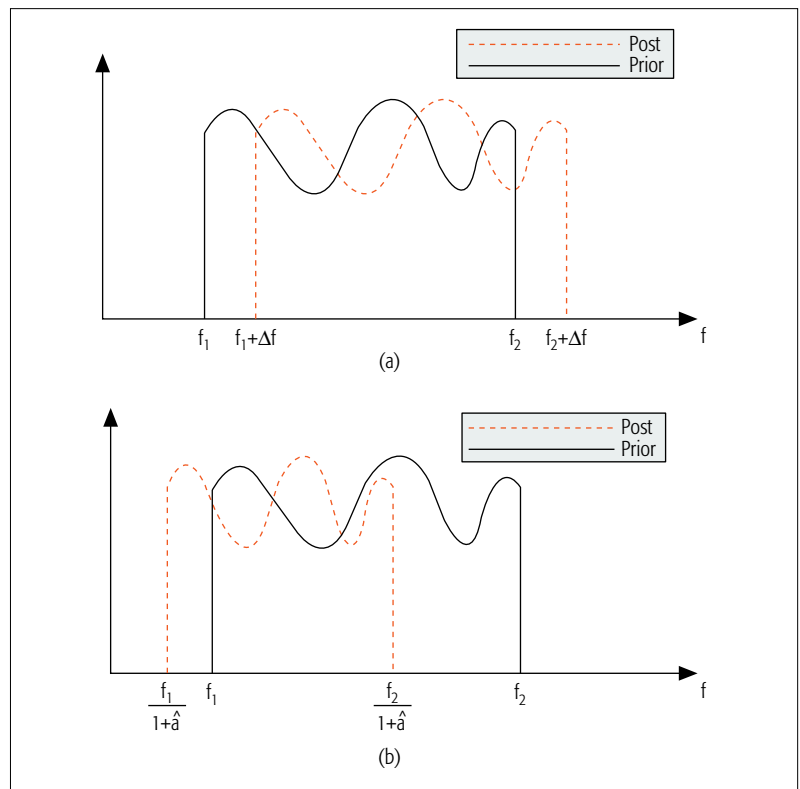 Post
Prior
f₁ f₁+Δf f₂ f₂+Δf f
(a)
Post
Prior
f₁/1+â f₁ f₂/1+â f₂ f
(b)